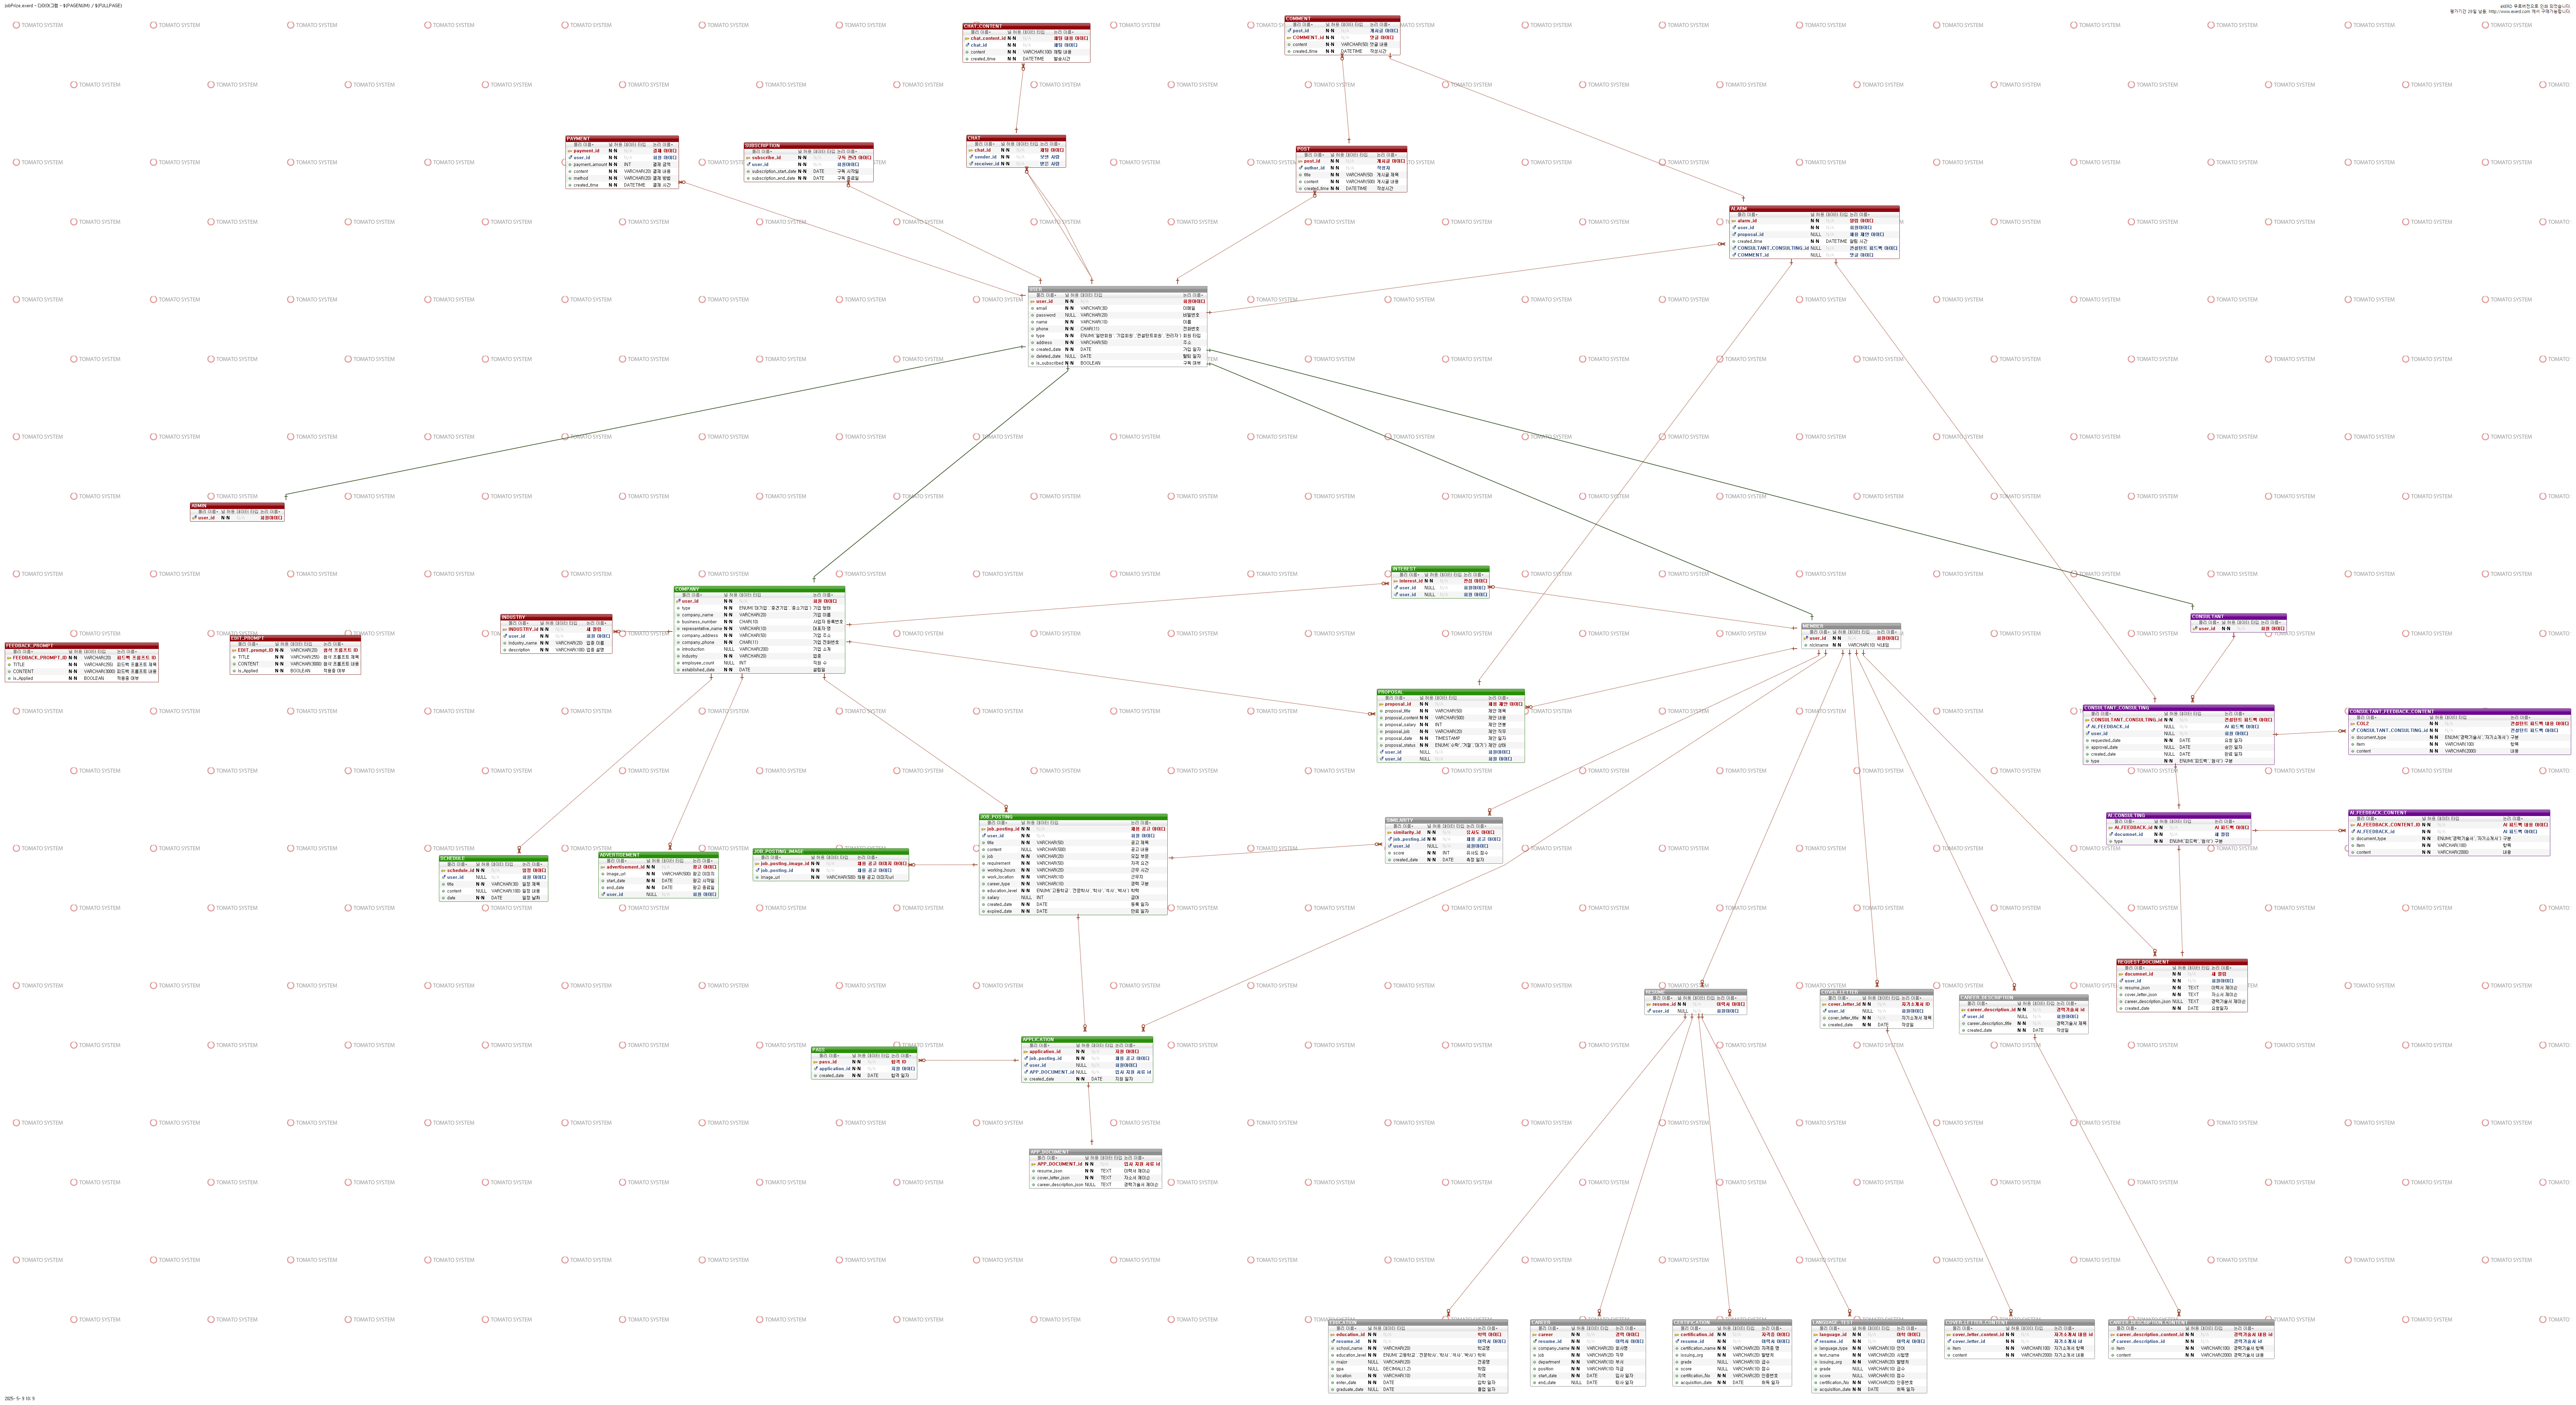 jobPrize.exerd - 다이어그램 - $(PAGENUM) / $(FULLPAGE)
TOMATO SYSTEM
CHAT_CONTENT
chat_content_id N-N N/A 채팅 내용 아이디
chat_id N-N N/A 채팅 아이디
content N-N VARCHAR(100) 채팅 내용
created_time N-N DATETIME 발송시간
COMMENT
post_id N-N N/A 게시글 아이디
COMMENT_id N-N N/A 댓글 아이디
content N-N VARCHAR(50) 댓글 내용
created_time N-N DATETIME 작성시간
PAYMENT
payment_id N-N N/A 결제 아이디
user_id N-N N/A 회원 아이디
payment_amount N-N INT 결제 금액
content N-N VARCHAR(20) 결제 내용
method N-N VARCHAR(20) 결제 방법
created_time N-N DATETIME 결제 시간
SUBSCRIPTION
subscribe_id N-N N/A 구독 관리 아이디
user_id N-N N/A 회원아이디
subscription_start_date N-N DATE 구독 시작일
subscription_end_date N-N DATE 구독 종료일
CHAT
chat_id N-N N/A 채팅 아이디
sender_id N-N N/A 보낸 사람
receiver_id N-N N/A 받은 사람
POST
post_id N-N N/A 게시글 아이디
author_id N-N N/A 작성자
title N-N VARCHAR(50) 게시글 제목
content N-N VARCHAR(500) 게시글 내용
created_time N-N DATETIME 작성시간
ALARM
alarm_id N-N N/A 알림 아이디
user_id N-N N/A 회원아이디
proposal_id NULL N/A 채용 제안 아이디
created_time N-N DATETIME 알림 시간
CONSULTANT_CONSULTING_id NULL N/A 컨설턴트 피드백 아이디
COMMENT_id NULL N/A 댓글 아이디
USER
user_id N-N N/A 회원아이디
email N-N VARCHAR(30) 이메일
password NULL VARCHAR(20) 비밀번호
name N-N VARCHAR(10) 이름
phone N-N CHAR(11) 전화번호
type N-N ENUM('일반회원','기업회원','컨설턴트회원','관리자') 회원 타입
address N-N VARCHAR(50) 주소
created_date N-N DATE 가입 일자
deleted_date NULL DATE 탈퇴 일자
is_subscribed N-N BOOLEAN 구독 여부
ADMIN
user_id N-N N/A 회원아이디
FEEDBACK_PROMPT
FEEDBACK_PROMPT_ID N-N VARCHAR(20) 피드백 프롬프트 ID
TITLE N-N VARCHAR(255) 피드백 프롬프트 제목
CONTENT N-N VARCHAR(3000) 피드백 프롬프트 내용
is_Applied N-N BOOLEAN 적용중 여부
EDIT_PROMPT
EDIT_prompt_ID N-N VARCHAR(20) 첨삭 프롬프트 ID
TITLE N-N VARCHAR(255) 첨삭 프롬프트 제목
CONTENT N-N VARCHAR(3000) 첨삭 프롬프트 내용
is_Applied N-N BOOLEAN 적용중 여부
INDUSTRY
INDUSTRY_id N-N N/A 새 컬럼
user_id N-N N/A 회원 아이디
industry_name N-N VARCHAR(20) 업종 이름
description N-N VARCHAR(100) 업종 설명
COMPANY
user_id N-N N/A 회원 아이디
type N-N ENUM('대기업','중견기업','중소기업') 기업 형태
company_name N-N VARCHAR(20) 기업 이름
business_number N-N CHAR(10) 사업자 등록번호
representative_name N-N VARCHAR(10) 대표자 명
company_address N-N VARCHAR(50) 기업 주소
company_phone N-N CHAR(11) 기업 전화번호
introduction NULL VARCHAR(200) 기업 소개
industry N-N VARCHAR(20) 업종
employee_count NULL INT 직원 수
established_date N-N DATE 설립일
INTEREST
interest_id N-N N/A 관심 아이디
user_id NULL N/A 회원아이디
user_id NULL N/A 회원 아이디
MEMBER
user_id N-N N/A 회원아이디
nickname N-N VARCHAR(10) 닉네임
CONSULTANT
user_id N-N N/A 회원 아이디
PROPOSAL
proposal_id N-N N/A 채용 제안 아이디
proposal_title N-N VARCHAR(50) 제안 제목
proposal_content N-N VARCHAR(500) 제안 내용
proposal_salary N-N INT 제안 연봉
proposal_job N-N VARCHAR(20) 제안 직무
proposal_date N-N TIMESTAMP 제안 일자
proposal_status N-N ENUM('수락','거절','대기') 제안 상태
user_id NULL N/A 회원아이디
user_id N-N N/A 회원 아이디
CONSULTANT_CONSULTING
CONSULTANT_CONSULTING_id N-N N/A 컨설턴트 피드백 아이디
AI_FEEDBACK_id NULL N/A AI 피드백 아이디
user_id NULL N/A 회원 아이디
requested_date N-N DATE 요청 일자
approval_date NULL DATE 승인 일자
created_date NULL DATE 완료 일자
type N-N ENUM('피드백','첨삭') 구분
CONSULTANT_FEEDBACK_CONTENT
COL2 N-N N/A 컨설턴트 피드백 내용 아이디
CONSULTANT_CONSULTING_id N-N N/A 컨설턴트 피드백 아이디
document_type N-N ENUM('경력기술서','자기소개서') 구분
item N-N VARCHAR(100) 항목
content N-N VARCHAR(2000) 내용
AI_CONSULTING
AI_FEEDBACK_id N-N N/A AI 피드백 아이디
documnet_id N-N N/A 새 컬럼
type N-N ENUM('피드백','첨삭') 구분
AI_FEEDBACK_CONTENT
AI_FEEDBACK_CONTENT_ID N-N N/A AI 피드백 내용 아이디
AI_FEEDBACK_id N-N N/A AI 피드백 아이디
document_type N-N ENUM('경력기술서','자기소개서') 구분
item N-N VARCHAR(100) 항목
content N-N VARCHAR(2000) 내용
SCHEDULE
schedule_id N-N N/A 일정 아이디
user_id NULL N/A 회원 아이디
title N-N VARCHAR(30) 일정 제목
content NULL VARCHAR(100) 일정 내용
date N-N DATE 일정 날짜
ADVERTISEMENT
advertisement_id N-N N/A 광고 아이디
image_url N-N VARCHAR(500) 광고 이미지
start_date N-N DATE 광고 시작일
end_date N-N DATE 광고 종료일
user_id NULL N/A 회원 아이디
JOB_POSTING_IMAGE
job_posting_image_id N-N N/A 채용 공고 이미지 아이디
job_posting_id N-N N/A 채용 공고 아이디
image_url N-N VARCHAR(500) 채용 공고 이미지url
JOB_POSTING
job_posting_id N-N N/A 채용 공고 아이디
user_id N-N N/A 회원 아이디
title N-N VARCHAR(50) 공고 제목
content NULL VARCHAR(500) 공고 내용
job N-N VARCHAR(20) 모집 부문
requirement N-N VARCHAR(50) 자격 요건
working_hours N-N VARCHAR(20) 근무 시간
work_location N-N VARCHAR(10) 근무지
career_type N-N VARCHAR(10) 경력 구분
education_level N-N ENUM('고등학교','전문학사','학사','석사','박사') 학력
salary NULL INT 급여
created_date N-N DATE 등록 일자
expired_date N-N DATE 만료 일자
SIMILARITY
similarity_id N-N N/A 유사도 아이디
job_posting_id NULL N/A 채용 공고 아이디
user_id NULL N/A 회원아이디
score N-N INT 유사도 점수
created_date N-N DATE 측정 일자
REQUEST_DOCUMENT
documnet_id N-N N/A 새 컬럼
user_id N-N N/A 회원아이디
resume_json N-N TEXT 이력서 제이슨
cover_letter_json N-N TEXT 자소서 제이슨
career_description_json NULL TEXT 경력기술서 제이슨
created_date N-N DATE 요청일자
RESUME
resume_id N-N N/A 이력서 아이디
user_id NULL N/A 회원아이디
COVER_LETTER
cover_letter_id N-N N/A 자기소개서 ID
user_id NULL N/A 회원아이디
cover_letter_title N-N VARCHAR(50) 자기소개서 제목
created_date N-N DATE 작성일
CAREER_DESCRIPTION
career_description_id N-N N/A 경력기술서 id
user_id NULL N/A 회원아이디
created_date N-N DATE 작성일
PASS
pass_id N-N N/A 합격 ID
application_id N-N N/A 지원 아이디
created_date N-N DATE 합격 일자
APPLICATION
application_id N-N N/A 지원 아이디
job_posting_id N-N N/A 채용 공고 아이디
user_id N-N N/A 회원아이디
APP_DOCUMENT_id NULL N/A 입사 지원 서류 id
created_date N-N DATE 지원 일자
APP_DOCUMENT
APP_DOCUMENT_id N-N N/A 입사 지원 서류 id
resume_json N-N TEXT 이력서 제이슨
cover_letter_json N-N TEXT 자소서 제이슨
career_description_json NULL TEXT 경력기술서 제이슨
EDUCATION
education_id N-N N/A 학력 아이디
resume_id N-N N/A 이력서 아이디
school_name N-N VARCHAR(20) 학교명
major NULL VARCHAR(20) 전공명
gpa NULL DECIMAL(1,2) 학점
location N-N VARCHAR(10) 지역
enter_date N-N DATE 입학 일자
graduate_date NULL DATE 졸업 일자
CAREER
career N-N N/A 경력 아이디
resume_id N-N N/A 이력서 아이디
company_name N-N VARCHAR(20) 회사명
job N-N VARCHAR(20) 직무
department N-N VARCHAR(10) 부서
position N-N VARCHAR(10) 직급
start_date N-N DATE 입사 일자
end_date NULL DATE 퇴사 일자
CERTIFICATION
certification_id N-N N/A 자격증 아이디
resume_id N-N N/A 이력서 아이디
certification_name N-N VARCHAR(20) 자격증 명
issuing_org N-N VARCHAR(20) 발행처
grade NULL VARCHAR(10) 급수
score NULL VARCHAR(10) 점수
certification_No N-N VARCHAR(20) 인증번호
acquisition_date N-N DATE 취득 일자
LANGUAGE_TEST
language_id N-N N/A 어학 아이디
resume_id N-N N/A 이력서 아이디
language_type N-N VARCHAR(10) 언어
test_name N-N VARCHAR(20) 시험명
issuing_org N-N VARCHAR(20) 발행처
grade NULL VARCHAR(10) 급수
score NULL VARCHAR(10) 점수
certification_No N-N VARCHAR(20) 인증번호
acquisition_date N-N DATE 취득 일자
COVER_LETTER_CONTENT
cover_letter_content_id N-N N/A 자기소개서 내용 id
cover_letter_id N-N N/A 자기소개서 id
item N-N VARCHAR(100) 자기소개서 항목
content N-N VARCHAR(2000) 자기소개서 내용
CAREER_DESCRIPTION_CONTENT
career_description_content_id N-N N/A 경력기술서 내용 id
career_description_id N-N N/A 경력기술서 id
item N-N VARCHAR(100) 경력기술서 항목
content N-N VARCHAR(2000) 경력기술서 내용